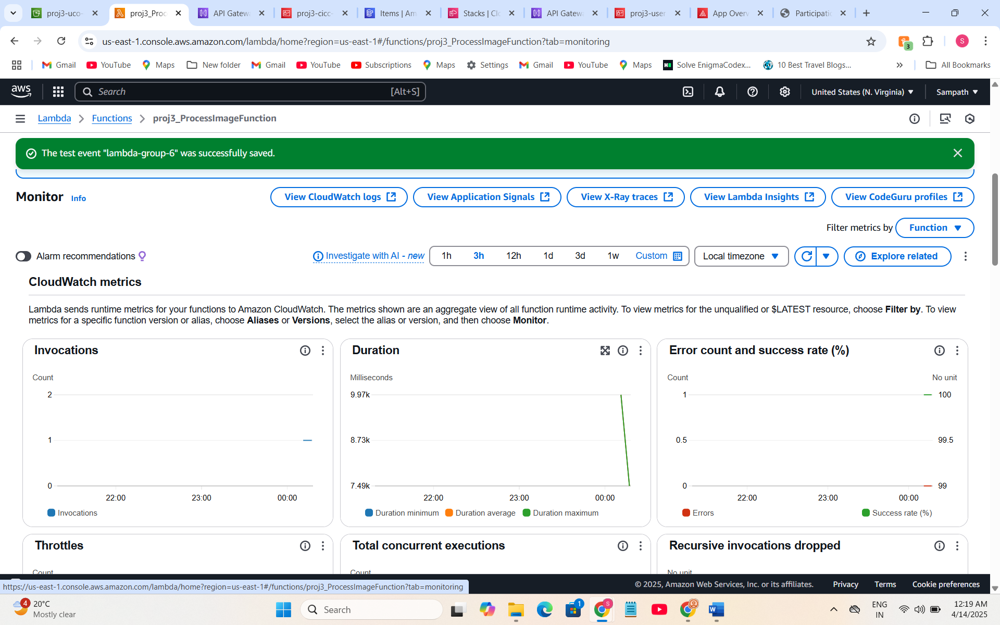 proj3-uco-
proj3_Proc
API Gatew
proj3-cicc-
Items | Am
Stacks | Clo
API Gatew
proj3-user
App Overv
Participati
us-east-1.console.aws.amazon.com/lambda/home?region=us-east-1#/functions/proj3_ProcessImageFunction?tab=monitoring
3
S
Gmail
YouTube
Maps
New folder
Gmail
YouTube
Subscriptions
Maps
Settings
Gmail
YouTube
Maps
Solve EnigmaCodex...
10 Best Travel Blogs...
»
All Bookmarks
aws
Search
[Alt+S]
United States (N. Virginia)
Sampath
Lambda
Functions
proj3_ProcessImageFunction
The test event "lambda-group-6" was successfully saved.
Monitor Info
View CloudWatch logs
View Application Signals
View X-Ray traces
View Lambda Insights
View CodeGuru profiles
Filter metrics by
Function
Alarm recommendations
Investigate with AI - new
1h
3h
12h
1d
3d
1w
Custom
Local timezone
Explore related
CloudWatch metrics
Lambda sends runtime metrics for your functions to Amazon CloudWatch. The metrics shown are an aggregate view of all function runtime activity. To view metrics for the unqualified or $LATEST resource, choose Filter by. To view
metrics for a specific function version or alias, choose Aliases or Versions, select the alias or version, and then choose Monitor.
Invocations
Count
2
1
0
22:00
23:00
00:00
Invocations
Duration
Milliseconds
9.97k
8.73k
7.49k
22:00
23:00
00:00
Duration minimum
Duration average
Duration maximum
Error count and success rate (%)
Count
No unit
1
100
0.5
99.5
0
99
22:00
23:00
00:00
Errors
Success rate (%)
Throttles
Count
Total concurrent executions
Count
Recursive invocations dropped
No unit
https://us-east-1.console.aws.amazon.com/lambda/home?region=us-east-1#/functions/proj3_ProcessImageFunction?tab=monitoring
© 2025, Amazon Web Services, Inc. or its affiliates.
Privacy
Terms
Cookie preferences
4
20°C
Mostly clear
Search
1
S
ENG
IN
12:19 AM
4/14/2025